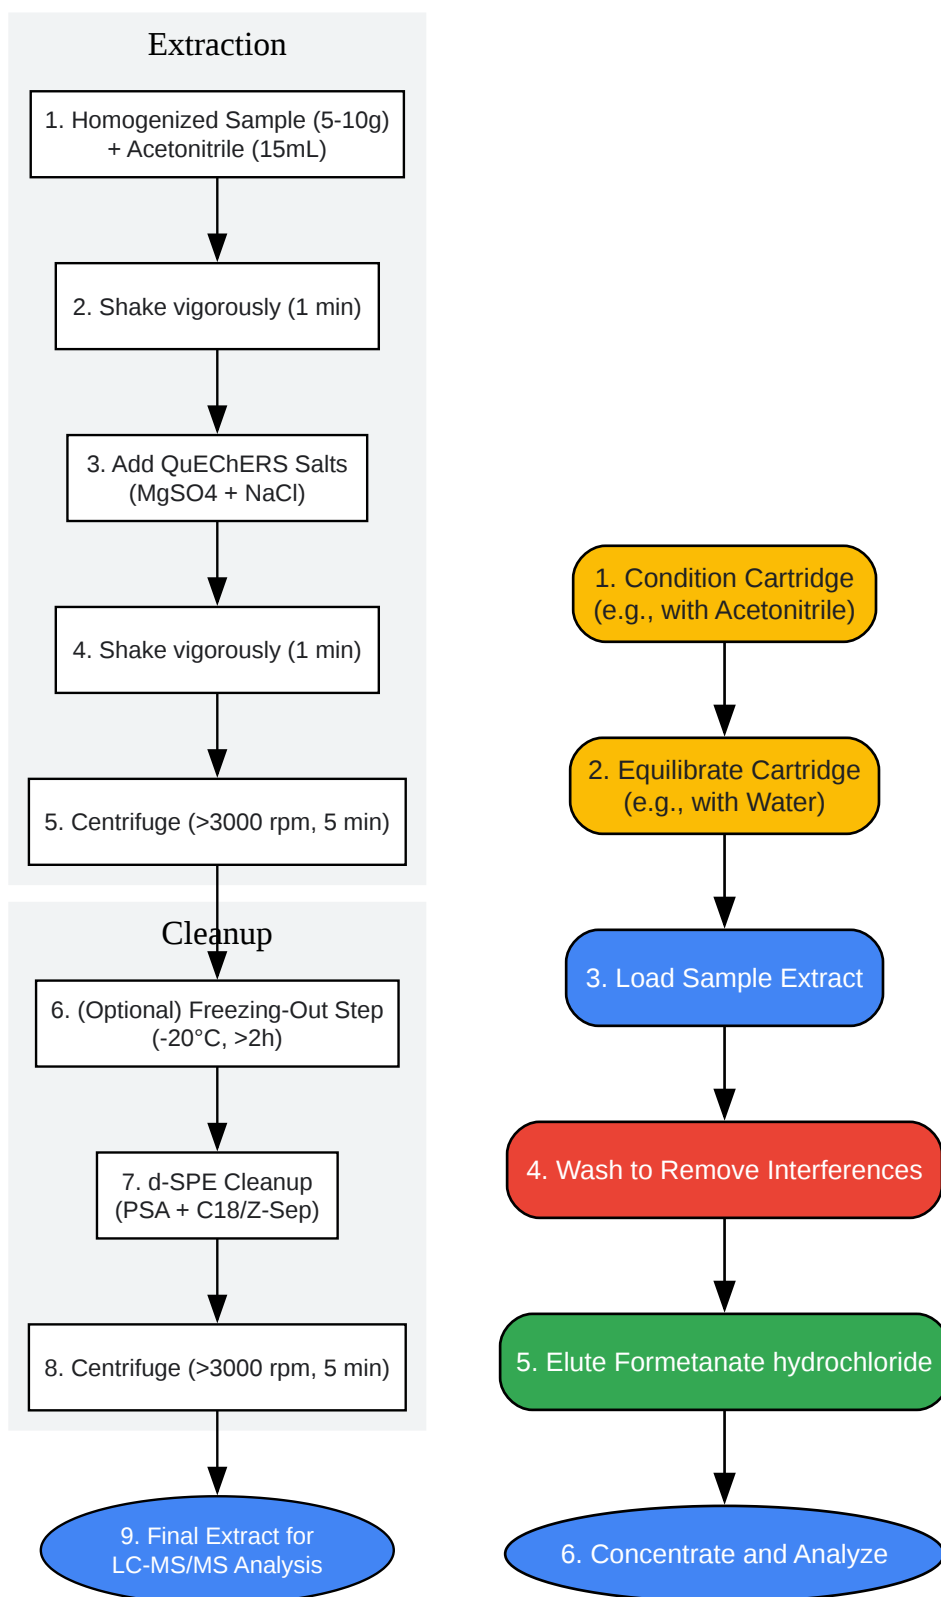 Extraction
1. Homogenized Sample (5-10g)
+ Acetonitrile (15mL)
2. Shake vigorously (1 min)
3. Add QuEChERS Salts
(MgSO4 + NaCl)
4. Shake vigorously (1 min)
5. Centrifuge (>3000 rpm, 5 min)
Cleanup
6. (Optional) Freezing-Out Step
(-20°C, >2h)
7. d-SPE Cleanup
(PSA + C18/Z-Sep)
8. Centrifuge (>3000 rpm, 5 min)
9. Final Extract for
LC-MS/MS Analysis
1. Condition Cartridge
(e.g., with Acetonitrile)
2. Equilibrate Cartridge
(e.g., with Water)
3. Load Sample Extract
4. Wash to Remove Interferences
5. Elute Formetanate hydrochloride
6. Concentrate and Analyze